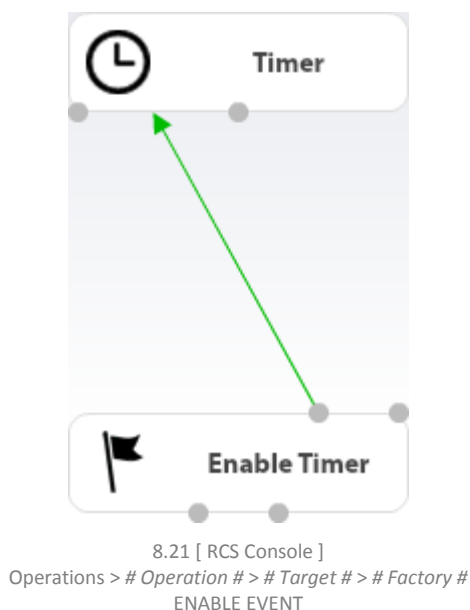 Timer
Enable Timer
8.21 [ RCS Console ]
Operations > # Operation # > # Target # > # Factory #
ENABLE EVENT